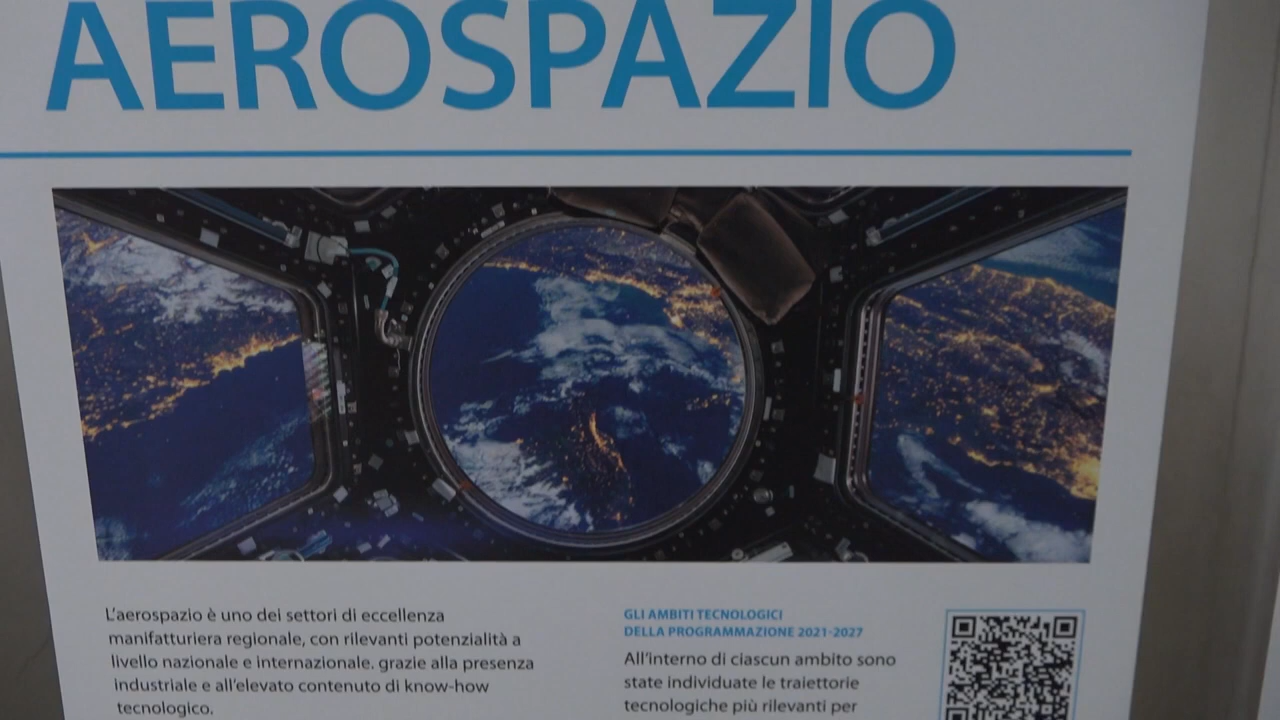 AEROSPAZIO
L'aerospazio è uno dei settori di eccellenza
manifatturiera regionale, con rilevanti potenzialità a
livello nazionale e internazionale. grazie alla presenza
industriale e all'elevato contenuto di know-how
tecnologico.
GLI AMBITI TECNOLOGICI
DELLA PROGRAMMAZIONE 2021-2027
All'interno di ciascun ambito sono
state individuate le traiettorie
tecnologiche più rilevanti per